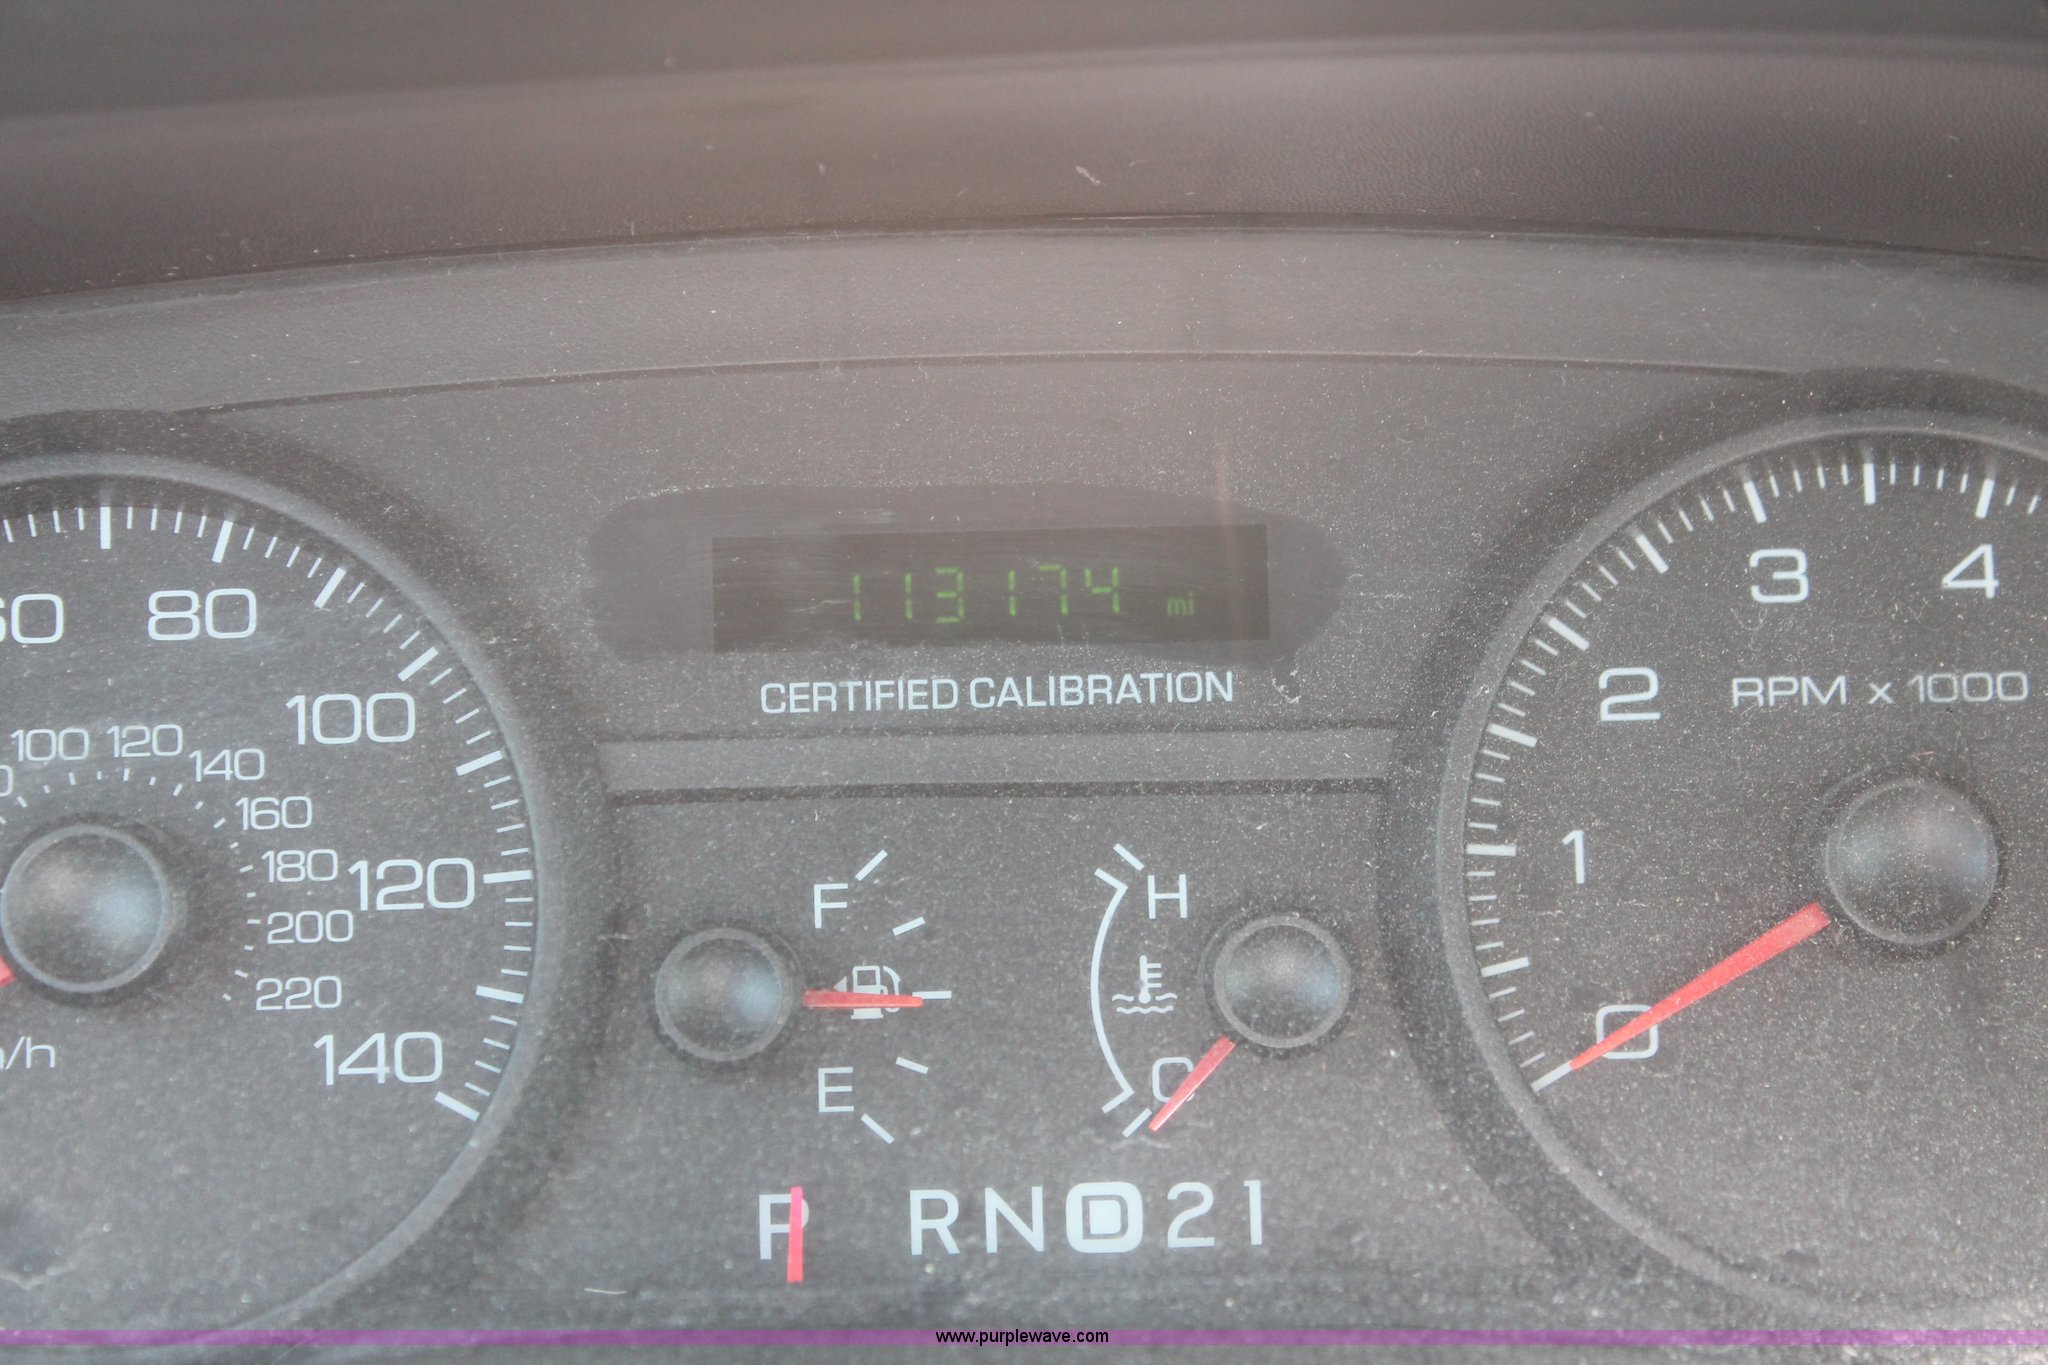 113174 mi
CERTIFIED CALIBRATION
80
100
120
140
100 120 140 160 180 200 220
F
E
H
C
P R N D 2 1
4
3
2
1
0
RPM x 1000
www.purplewave.com